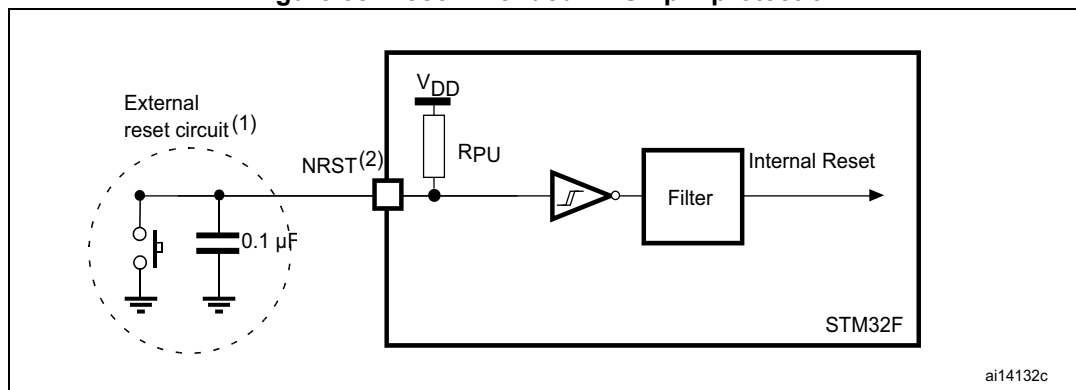 VDD
External
reset circuit(1)
NRST(2)
RPU
Internal Reset
Filter
0.1 μF
STM32F
ai14132c